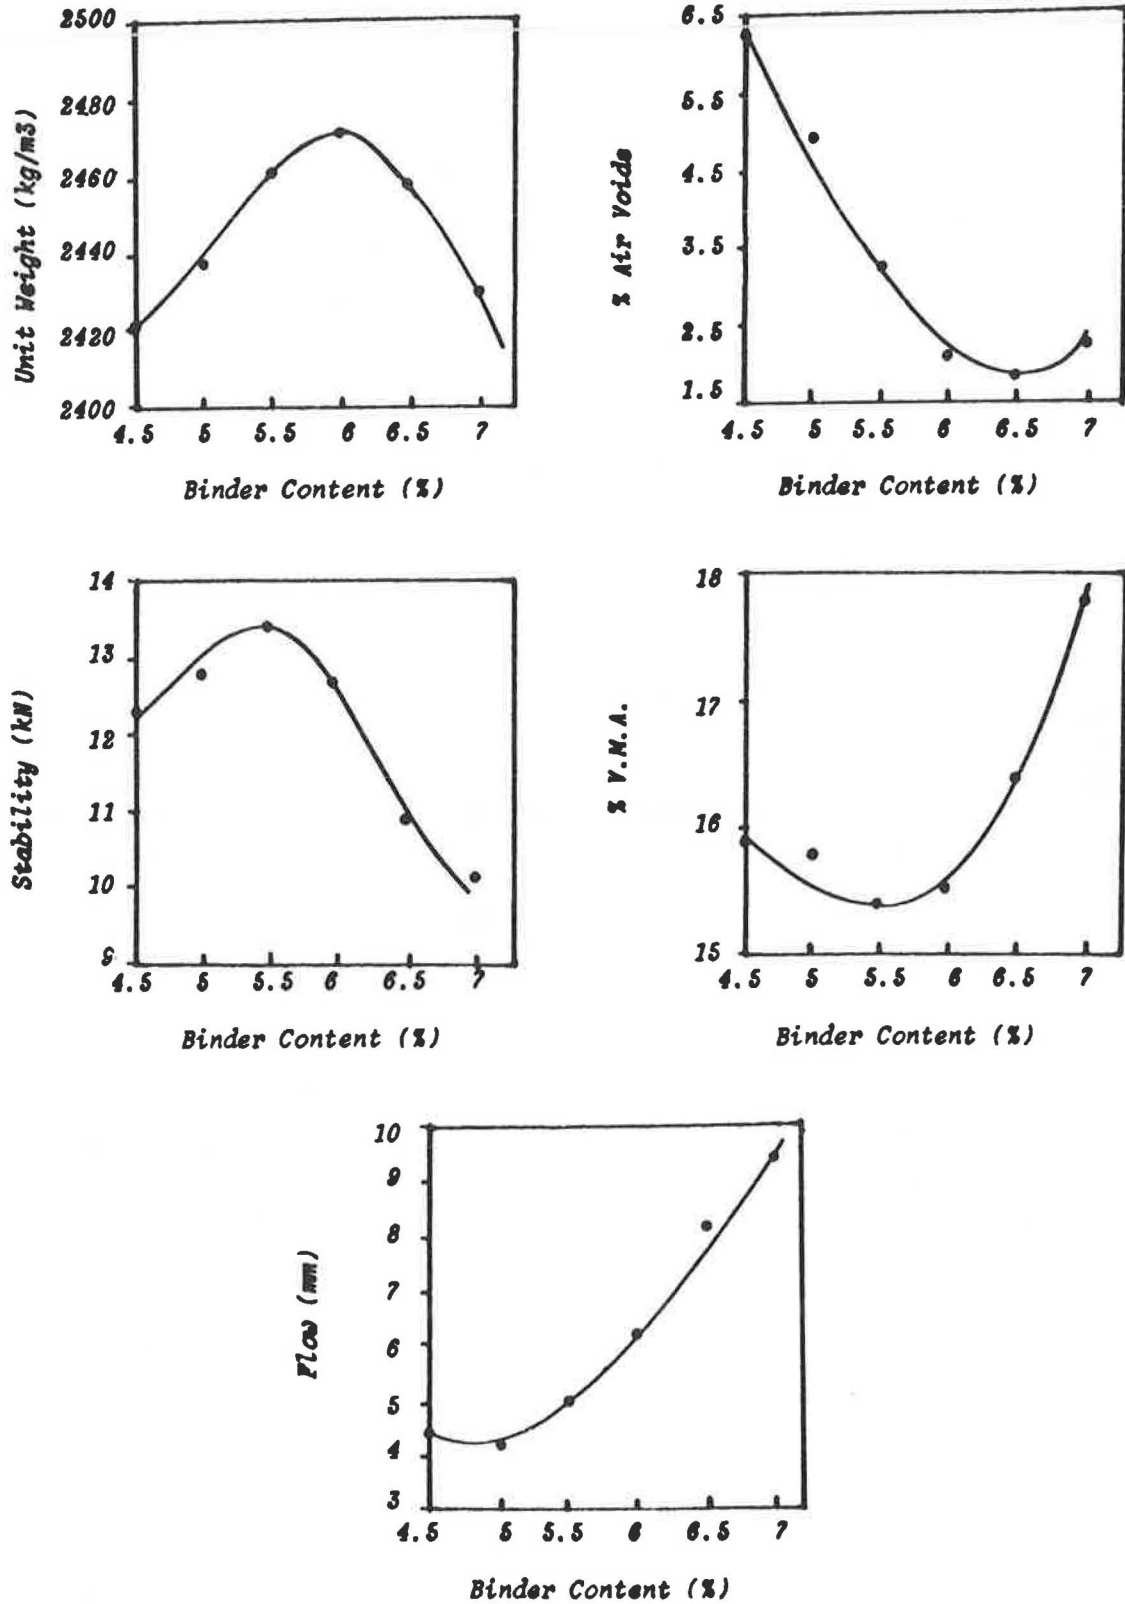 2500
2480
2460
2440
2420
2400
Unit Weight (kg/m3)
4.5 5 5.5 6 6.5 7
Binder Content (%)
6.5
5.5
4.5
3.5
2.5
1.5
% Air Voids
4.5 5 5.5 6 6.5 7
Binder Content (%)
14
13
12
11
10
9
Stability (kN)
4.5 5 5.5 6 6.5 7
Binder Content (%)
18
17
16
15
% V.M.A.
4.5 5 5.5 6 6.5 7
Binder Content (%)
10
9
8
7
6
5
4
3
Flow (mm)
4.5 5 5.5 6 6.5 7
Binder Content (%)